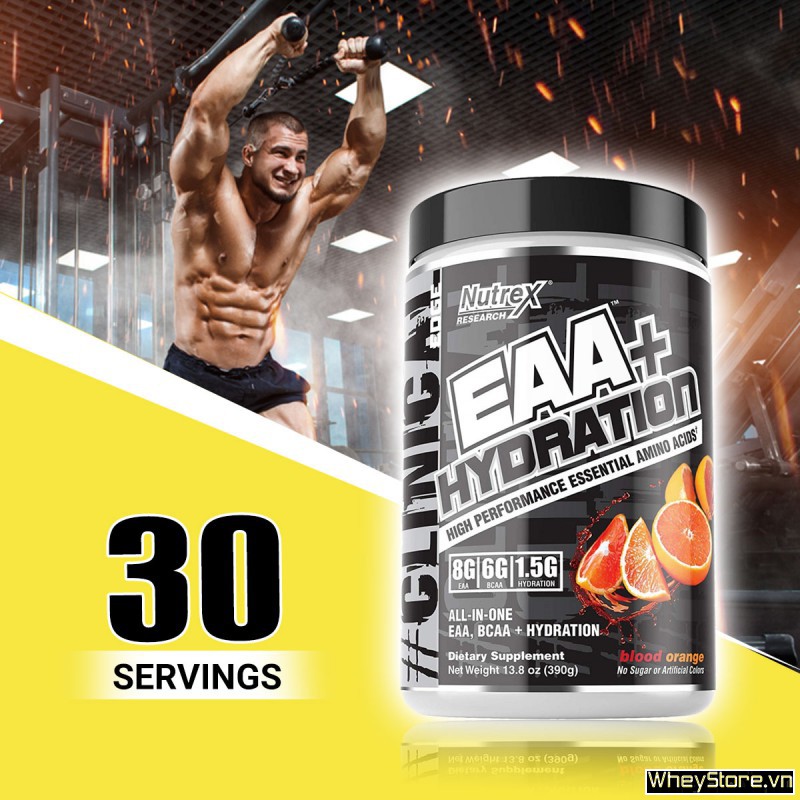 Nutrex®
RESEARCH
EAA+™
HYDRATION
HIGH PERFORMANCE ESSENTIAL AMINO ACIDS
#CLINICAL
EDGE
8G 6G 1.5G
EAA BCAA HYDRATION
ALL-IN-ONE
EAA, BCAA + HYDRATION
Dietary Supplement
Net Weight 13.8 oz (390g)
blood orange
No Sugar or Artificial Colors
30
SERVINGS
WheyStore.vn